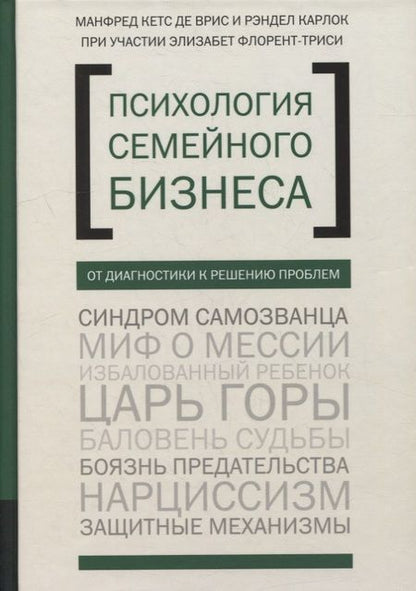 МАНФРЕД КЕТС ДЕ ВРИС И РЭНДЕЛ КАРЛОК
ПРИ УЧАСТИИ ЭЛИЗАБЕТ ФЛОРЕНТ-ТРИСИ
ПСИХОЛОГИЯ
СЕМЕЙНОГО
БИЗНЕСА
ОТ ДИАГНОСТИКИ К РЕШЕНИЮ ПРОБЛЕМ
СИНДРОМ САМОЗВАНЦА
МИФ О МЕССИИ
ИЗБАЛОВАННЫЙ РЕБЕНОК
ЦАРЬ ГОРЫ
БАЛОВЕНЬ СУДЬБЫ
БОЯЗНЬ ПРЕДАТЕЛЬСТВА
НАРЦИССИЗМ
ЗАЩИТНЫЕ МЕХАНИЗМЫ